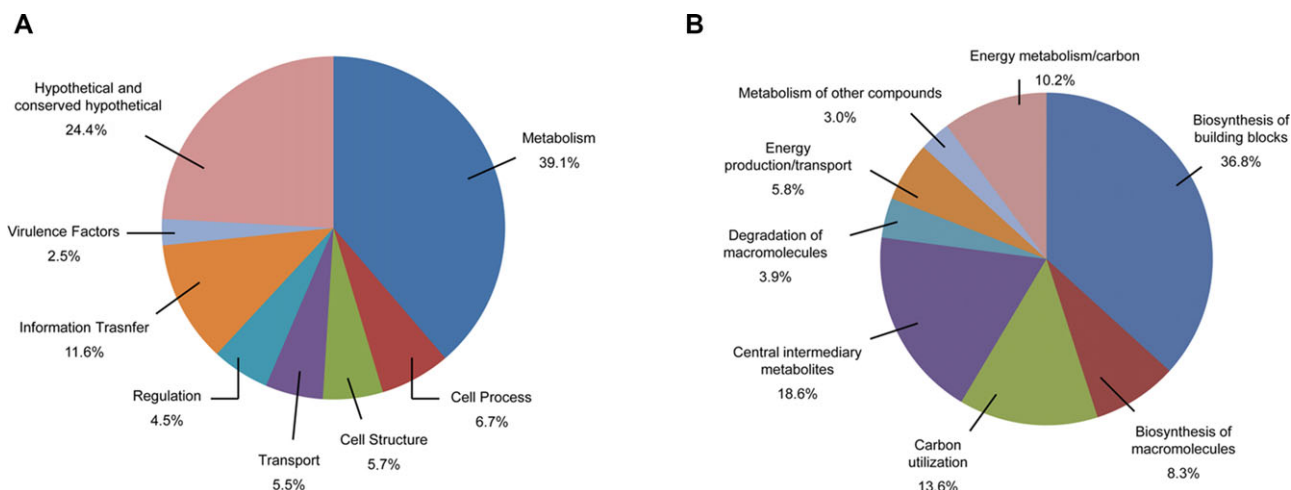 A
Hypothetical and
conserved hypothetical
24.4%
Metabolism
39.1%
Virulence Factors
2.5%
Information Trasnfer
11.6%
Regulation
4.5%
Transport
5.5%
Cell Structure
5.7%
Cell Process
6.7%
B
Energy metabolism/carbon
10.2%
Metabolism of other compounds
3.0%
Biosynthesis of
building blocks
36.8%
Energy
production/transport
5.8%
Degradation of
macromolecules
3.9%
Central intermediary
metabolites
18.6%
Carbon
utilization
13.6%
Biosynthesis of
macromolecules
8.3%